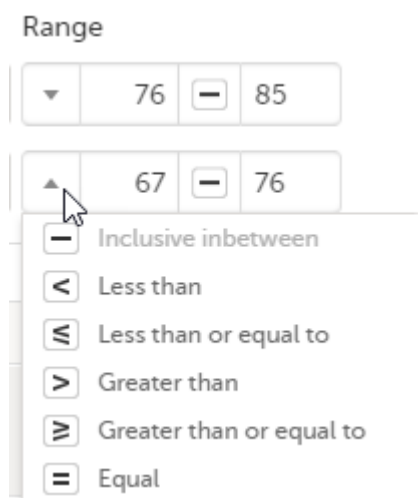 Range
76 – 85
67 – 76
– Inclusive inbetween
< Less than
≤ Less than or equal to
> Greater than
≥ Greater than or equal to
= Equal